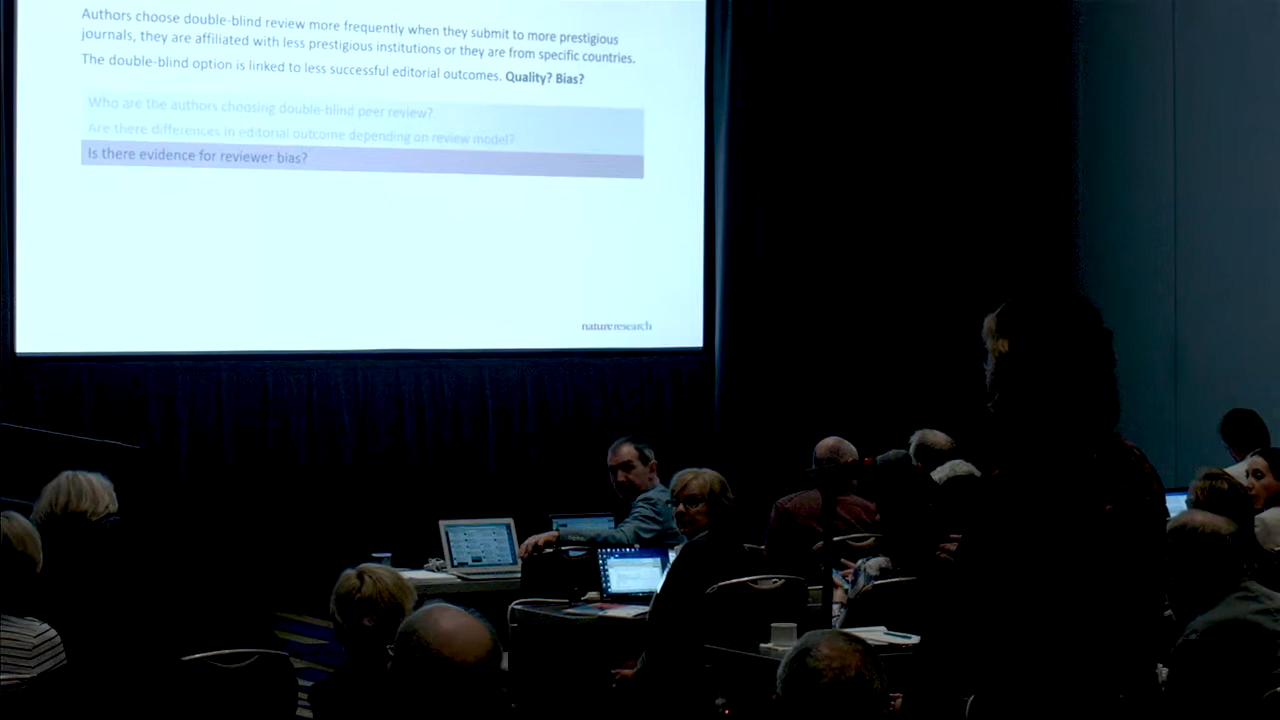 Authors choose double-blind review more frequently when they submit to more prestigious
journals, they are affiliated with less prestigious institutions or they are from specific countries.
The double-blind option is linked to less successful editorial outcomes. Quality? Bias?
Who are the authors choosing double-blind peer review?
Are there differences in editorial outcome depending on review model?
Is there evidence for reviewer bias?
natureresearch